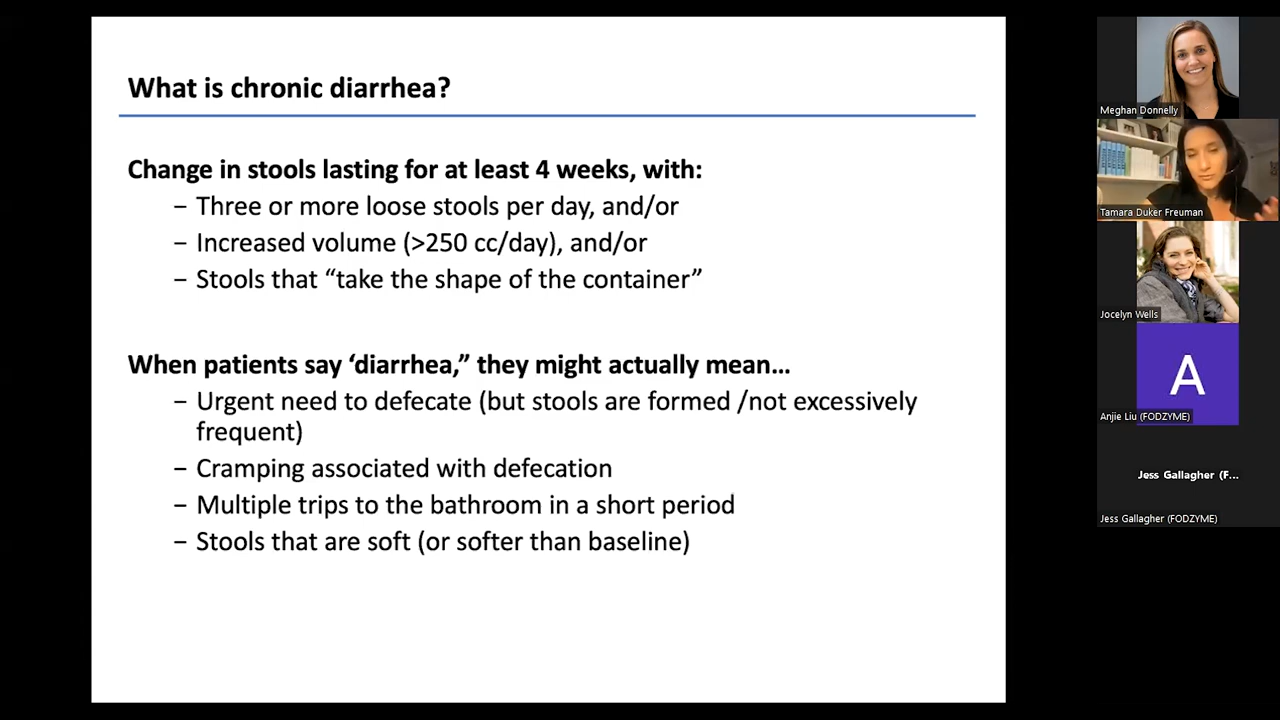 What is chronic diarrhea?
Change in stools lasting for at least 4 weeks, with:
− Three or more loose stools per day, and/or
− Increased volume (>250 cc/day), and/or
− Stools that “take the shape of the container”
When patients say ‘diarrhea,” they might actually mean…
− Urgent need to defecate (but stools are formed /not excessively
frequent)
− Cramping associated with defecation
− Multiple trips to the bathroom in a short period
− Stools that are soft (or softer than baseline)
Meghan Donnelly
Tamara Duker Freuman
Jocelyn Wells
A
Anjie Liu (FODZYME)
Jess Gallagher (F...
Jess Gallagher (FODZYME)